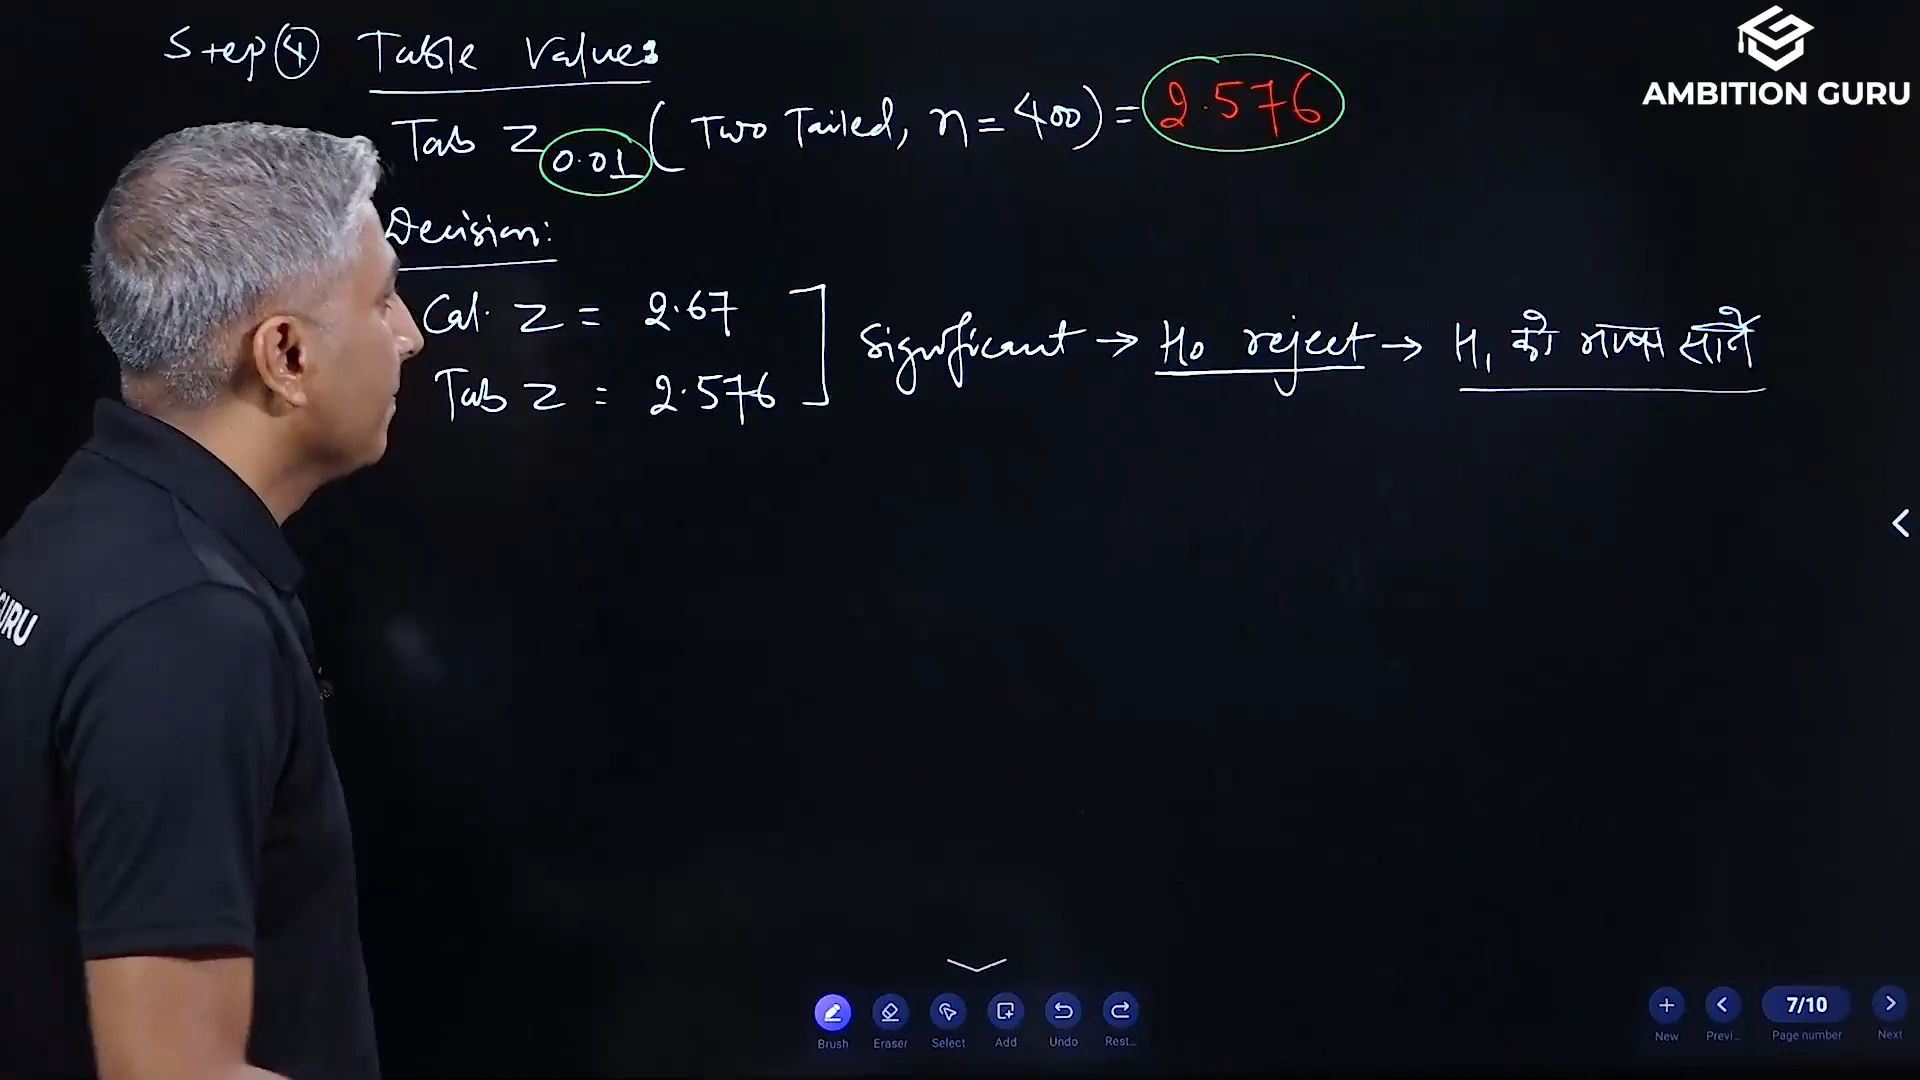 Step ④ Table Values
AMBITION GURU
Tab Z 0.01 ( Two Tailed, n = 400) = 2.576
Decision:
Cal. Z = 2.67
Tab Z = 2.576
Significant → H0 reject → H1 को
URU
Brush
Eraser
Select
Add
Undo
Rest...
New
Previ...
7/10
Page number
Next